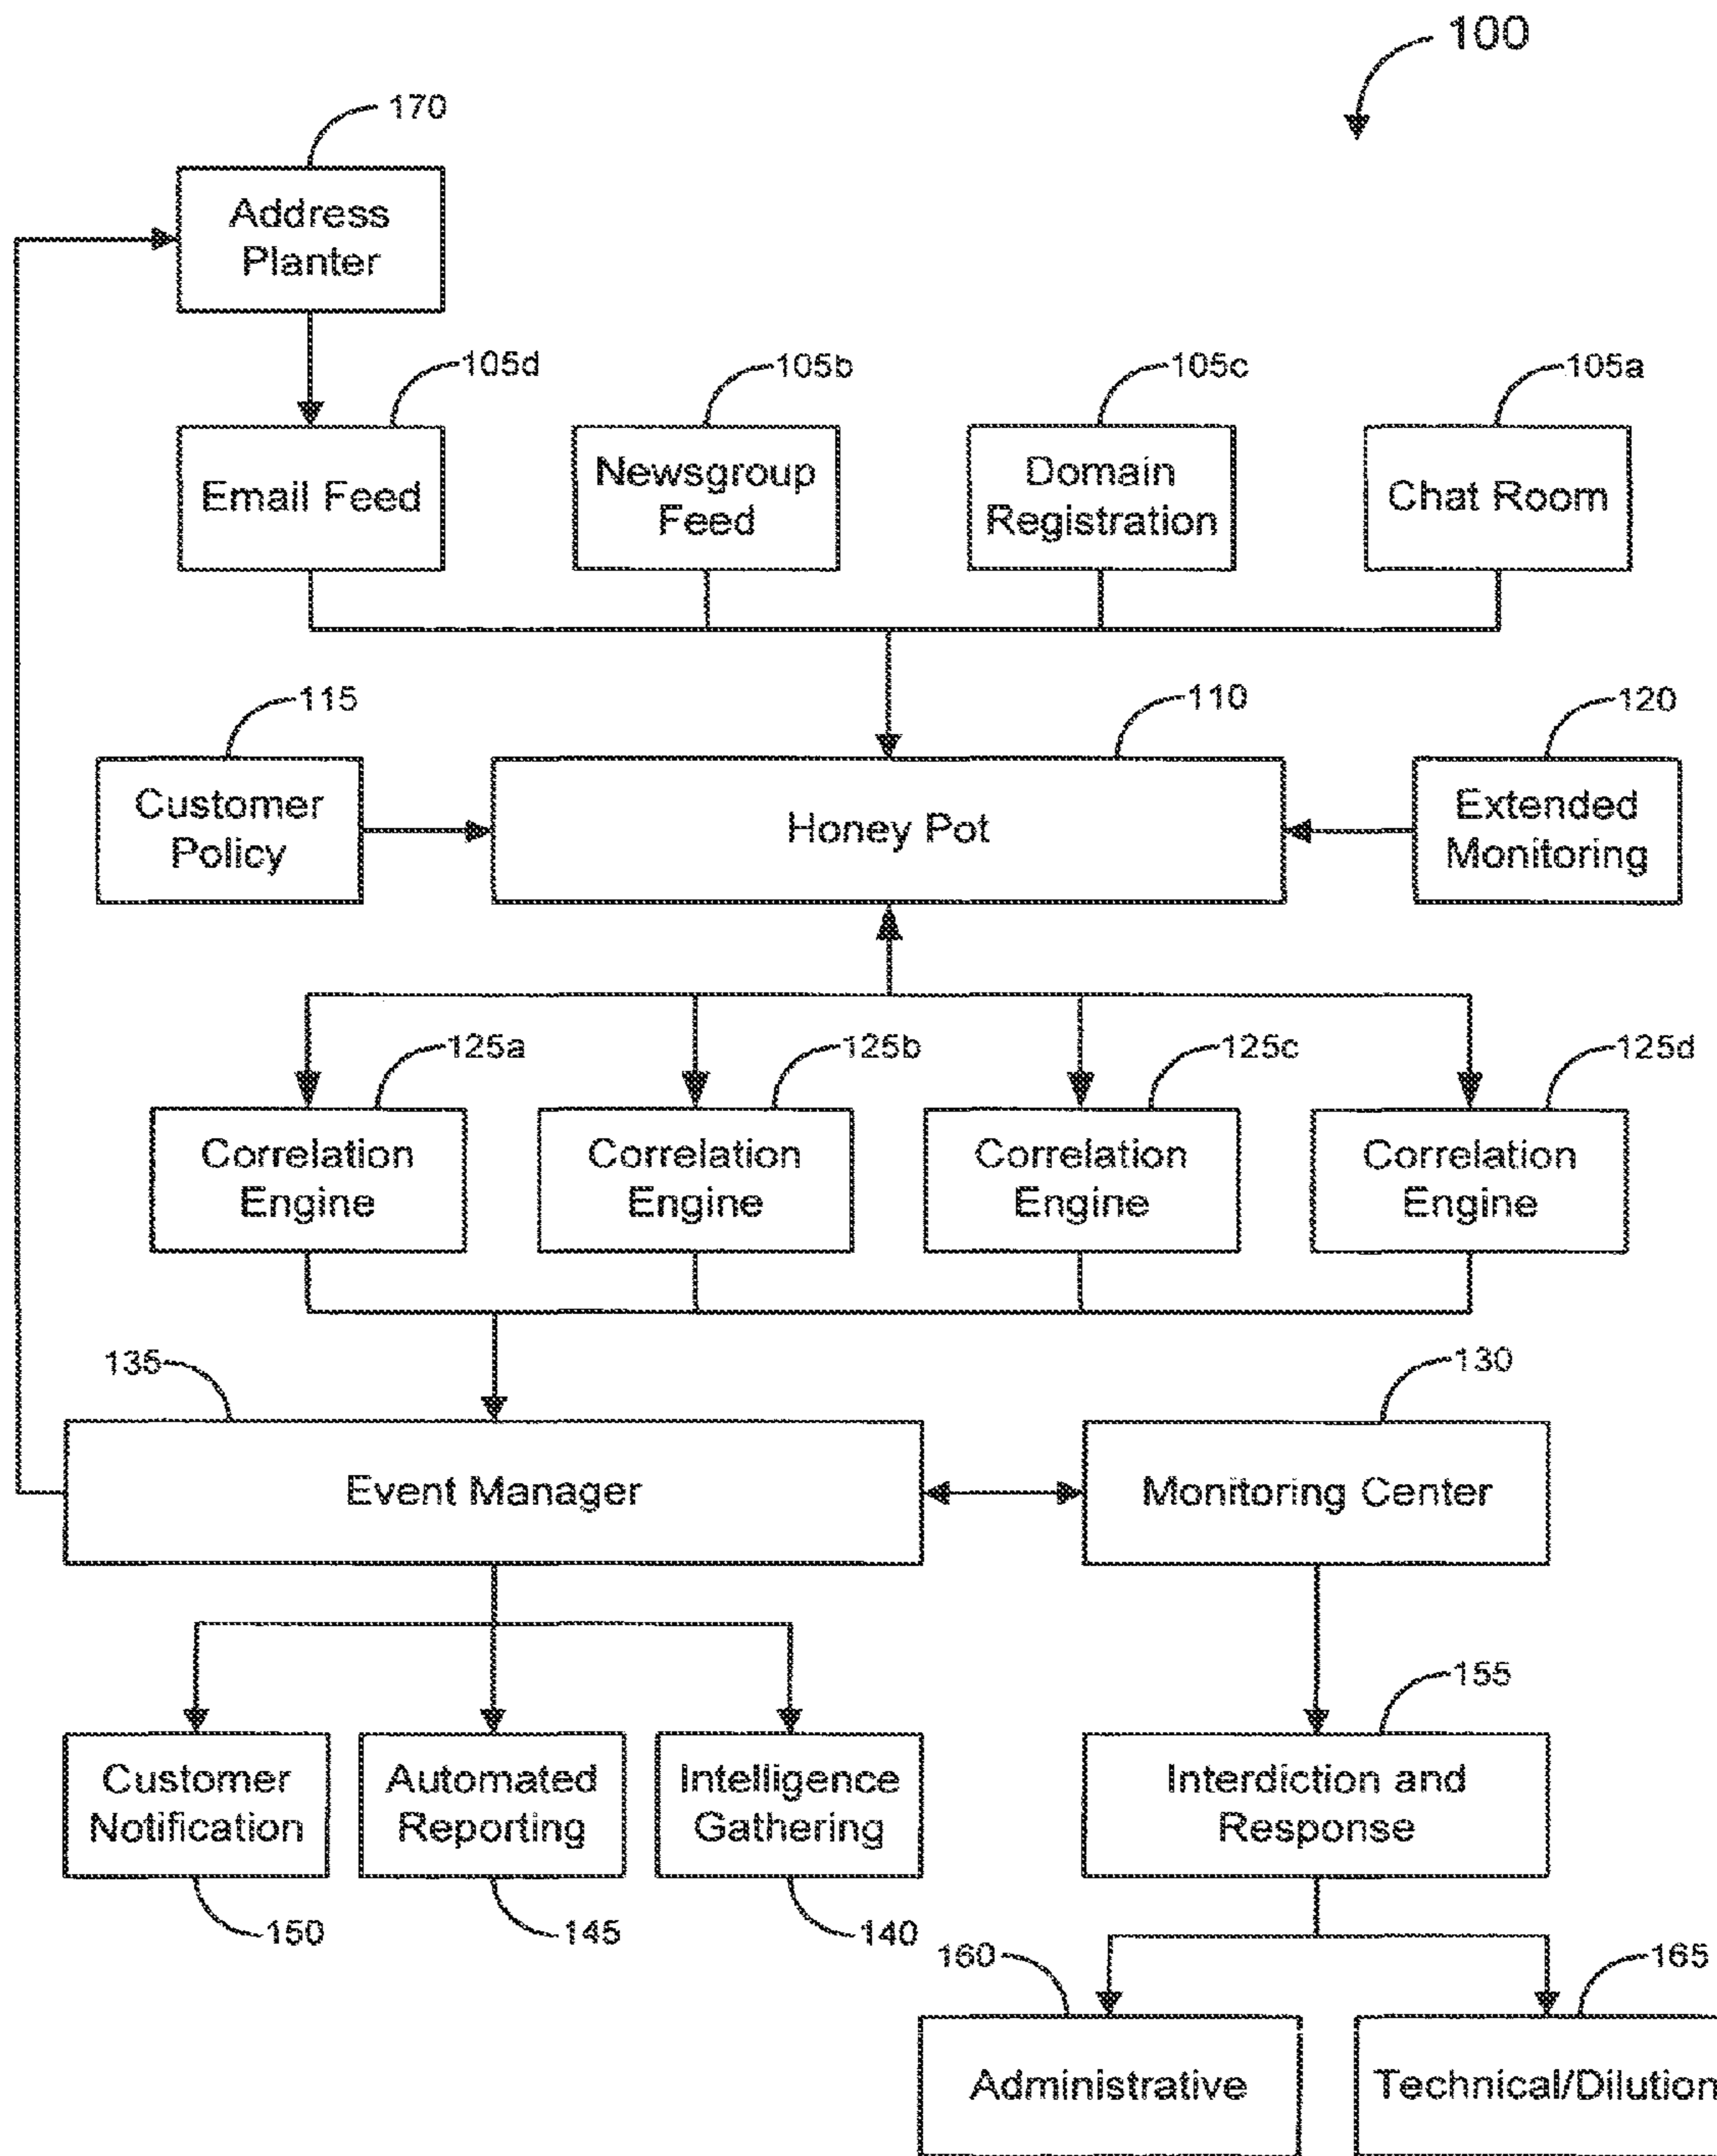 100
170
Address
Planter
105d
105b
105c
105a
Email Feed
Newsgroup
Feed
Domain
Registration
Chat Room
115
110
120
Customer
Policy
Honey Pot
Extended
Monitoring
125a
125b
125c
125d
Correlation
Engine
Correlation
Engine
Correlation
Engine
Correlation
Engine
135
130
Event Manager
Monitoring Center
155
Customer
Notification
Automated
Reporting
Intelligence
Gathering
Interdiction and
Response
150
145
140
160
165
Administrative
Technical/Dilution